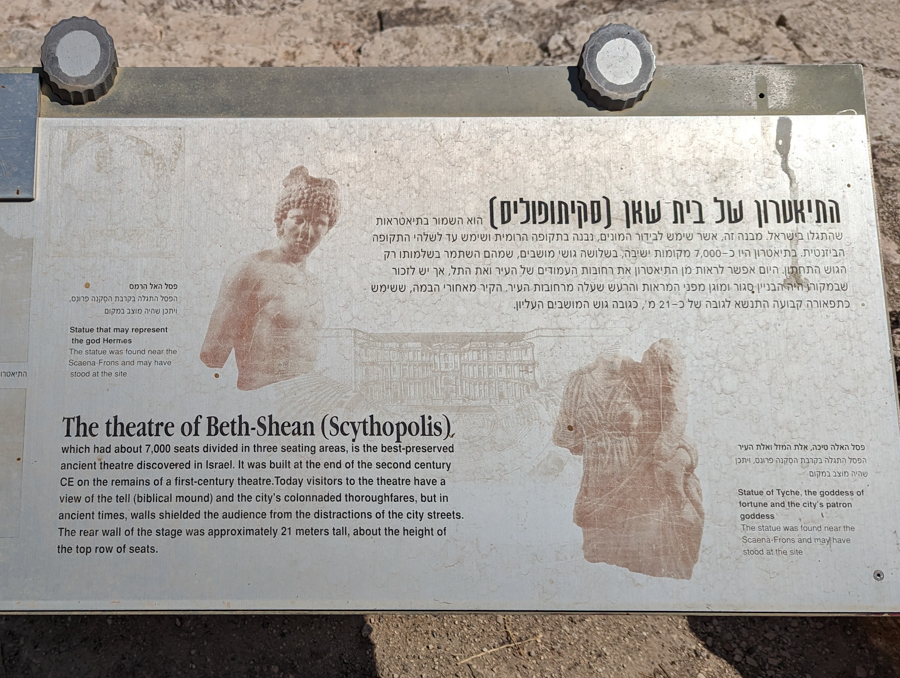 התיאטרון של בית שאן (סקיתופוליס) הוא השמור בתיאטראות
שהתגלו בישראל. מבנה זה, אשר שימש לבידור המונים, נבנה בתקופה הרומית ושימש עד לשלהי התקופה
הביזנטית. בתיאטרון היו כ–7,000 מקומות ישיבה, בשלושה גושי מושבים, שמהם השתמר בשלמותו רק
הגוש התחתון. היום אפשר לראות מן התיאטרון את רחובות העמודים של העיר ואת התל, אך יש לזכור
שבמקורו היה הבניין סגור ומוגן מפני המראות והרעש שעלה מרחובות העיר. הקיר מאחורי הבמה, ששימש
כתפאורה קבועה התנשא לגובה של כ–21 מ', כגובה גוש המושבים העליון.
פסל האל הרמס
הפסל התגלה בקרבת הסקנה פרונס,
ויתכן שהיה מוצב במקום
Statue that may represent
the god Hermes
The statue was found near the
Scaena-Frons and may have
stood at the site
The theatre of Beth-Shean (Scythopolis),
which had about 7,000 seats divided in three seating areas, is the best-preserved
ancient theatre discovered in Israel. It was built at the end of the second century
CE on the remains of a first-century theatre.Today visitors to the theatre have a
view of the tell (biblical mound) and the city's colonnaded thoroughfares, but in
ancient times, walls shielded the audience from the distractions of the city streets.
The rear wall of the stage was approximately 21 meters tall, about the height of
the top row of seats.
פסל האלה טיכה, אלת המזל ואלת העיר
הפסל התגלה בקרבת הסקנה פרונס, ויתכן
שהיה מוצב במקום
Statue of Tyche, the goddess of
fortune and the city's patron
goddess
The statue was found near the
Scaena-Frons and may have
stood at the site